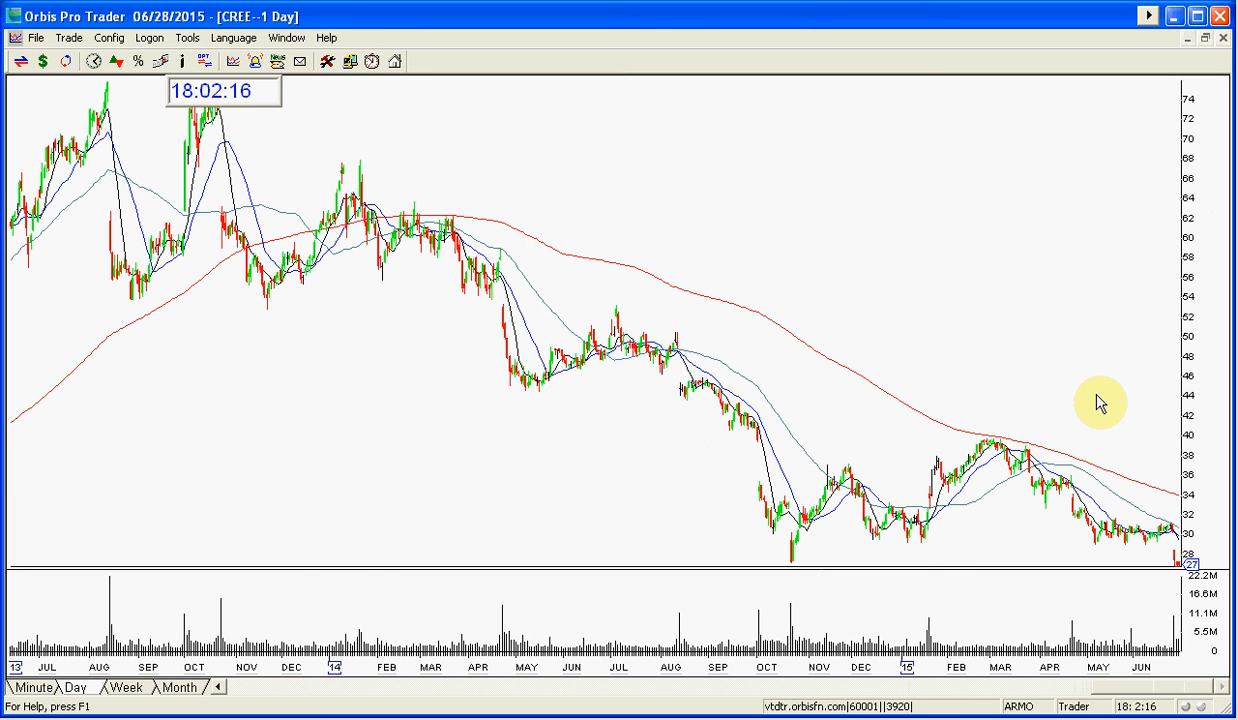 Orbis Pro Trader 06/28/2015 - [CREE--1 Day]
File Trade Config Logon Tools Language Window Help
$ % i OPT News
18:02:16
74
72
70
68
66
64
62
60
58
56
54
52
50
48
46
44
42
40
38
36
34
32
30
28
27
22.2M
16.6M
11.1M
5.5M
0
13 JUL AUG SEP OCT NOV DEC 14 FEB MAR APR MAY JUN JUL AUG SEP OCT NOV DEC 15 FEB MAR APR MAY JUN
Minute Day Week Month
For Help, press F1 vtdtr.orbisfn.com|60001||3920| ARMO Trader 18: 2:16